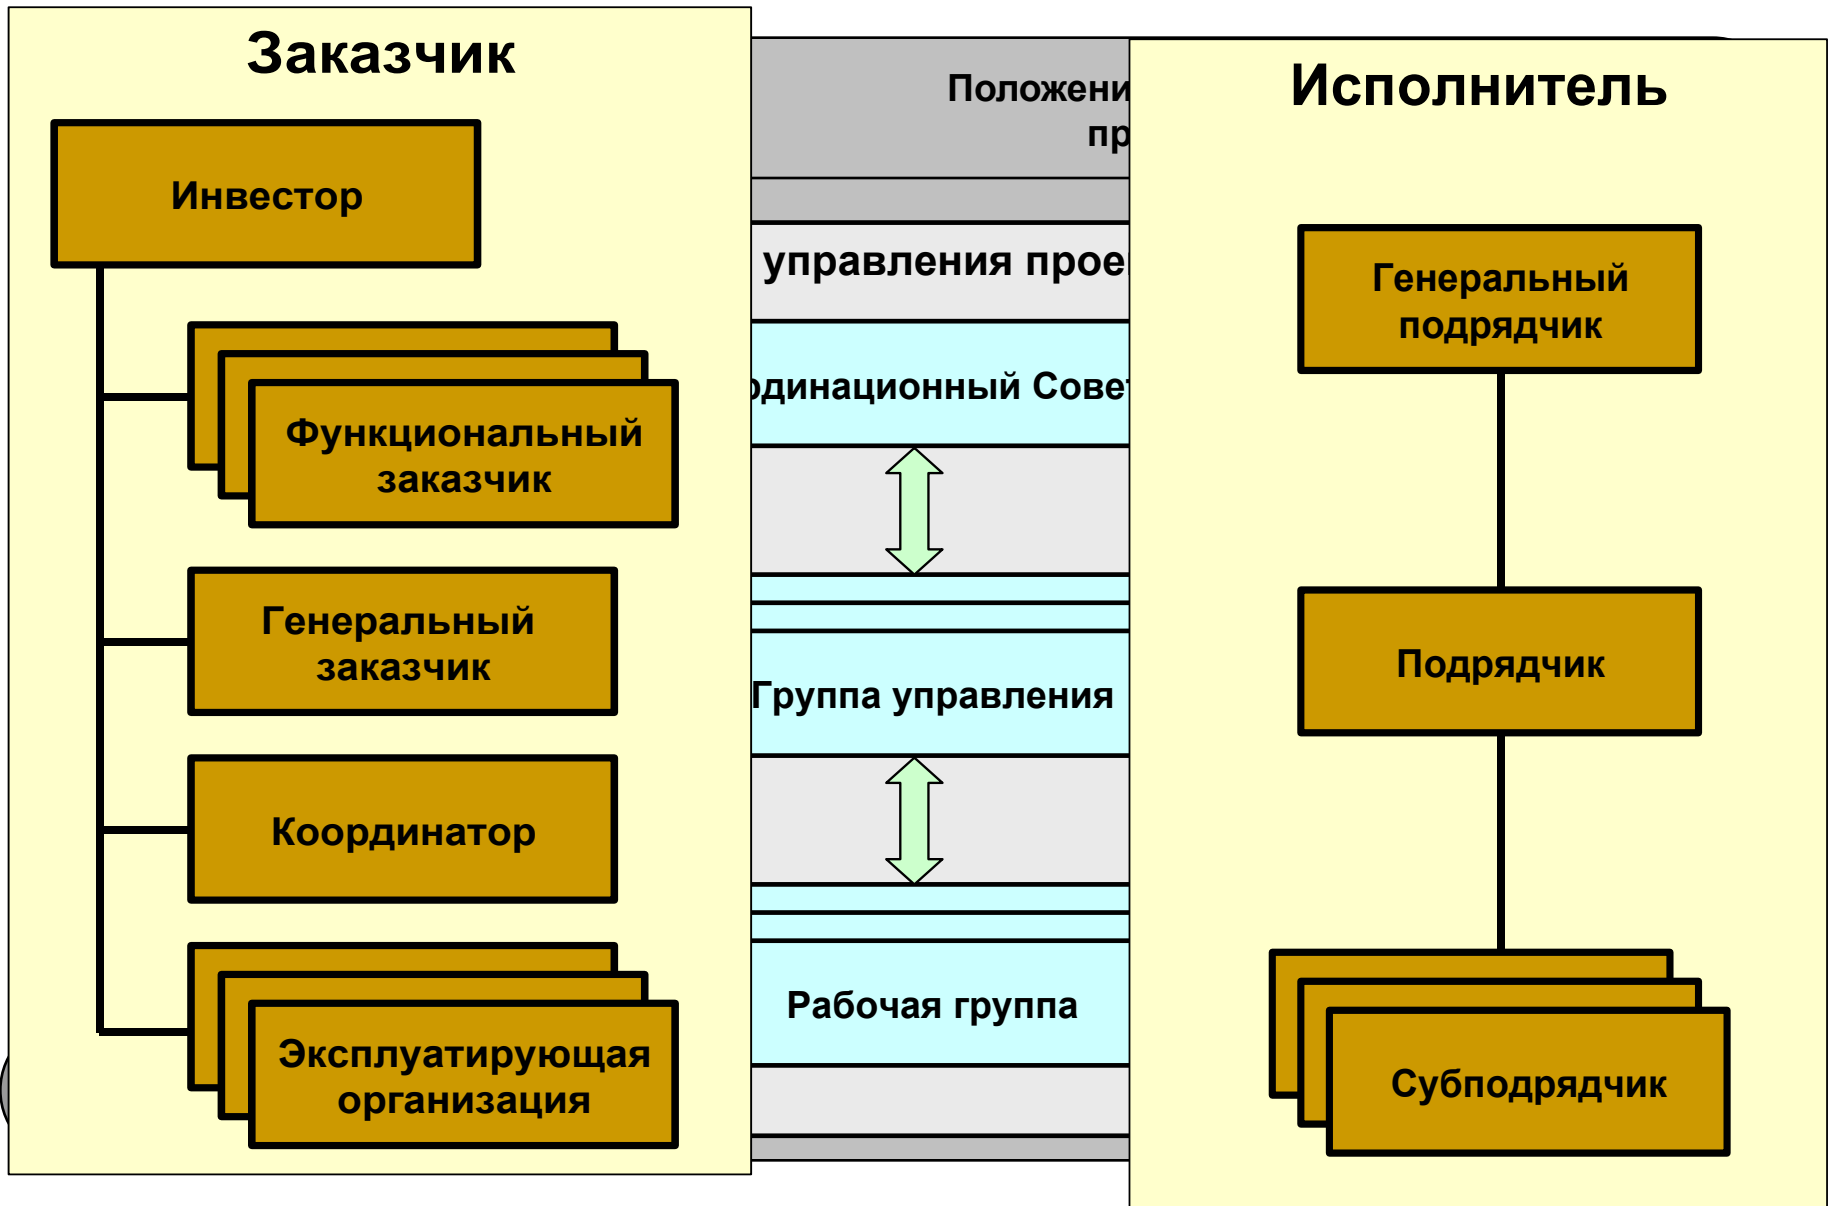 Заказчик
Инвестор
Функциональный
заказчик
Генеральный
заказчик
Координатор
Эксплуатирующая
организация
Положени
пр
управления прое
рдинационный Сове
Группа управления
Рабочая группа
Исполнитель
Генеральный
подрядчик
Подрядчик
Субподрядчик